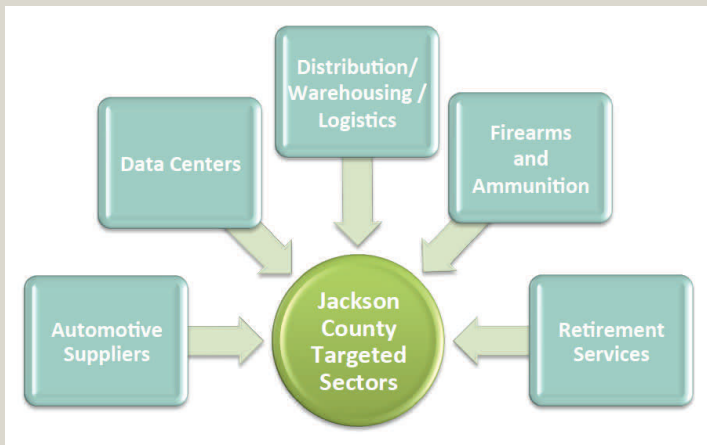 Distribution/
Warehousing /
Logistics
Data Centers
Firearms
and
Ammunition
Automotive
Suppliers
Jackson
County
Targeted
Sectors
Retirement
Services